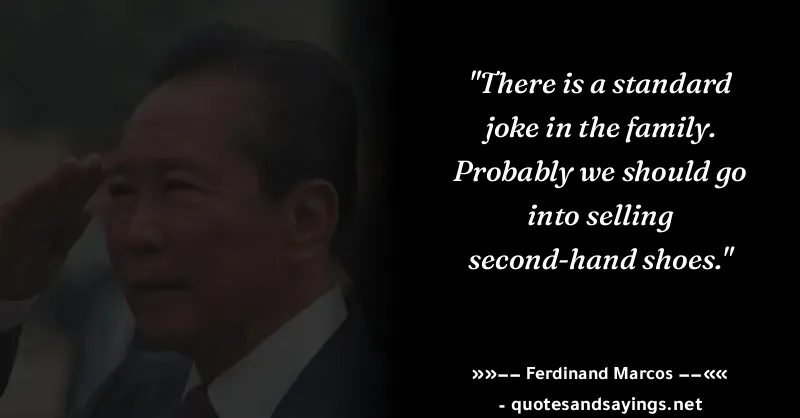 "There is a standard
joke in the family.
Probably we should go
into selling
second-hand shoes."
»»−− Ferdinand Marcos −−««
- quotesandsayings.net